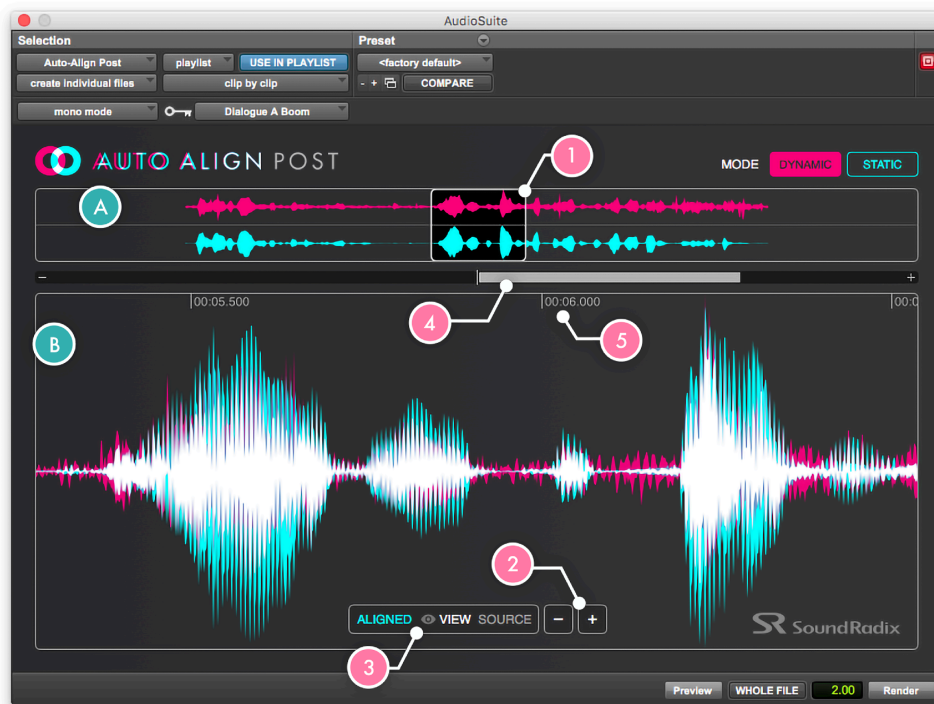 AudioSuite
Selection
Preset
Auto-Align Post
playlist
USE IN PLAYLIST
<factory default>
create individual files
clip by clip
- +
COMPARE
mono mode
Dialogue A Boom
AUTO ALIGN POST
1
MODE
DYNAMIC
STATIC
A
− +
00:05.500
00:06.000
4
5
B
2
ALIGNED VIEW SOURCE − +
SR SoundRadix
3
Preview
WHOLE FILE
2.00
Render